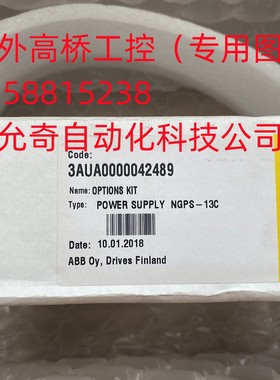 外高桥工控（专用图
58815238
允奇自动化科技公司
Code:
3AUA0000042489
Name: OPTIONS KIT
Type: POWER SUPPLY NGPS-13C
Date: 10.01.2018
ABB Oy, Drives Finland